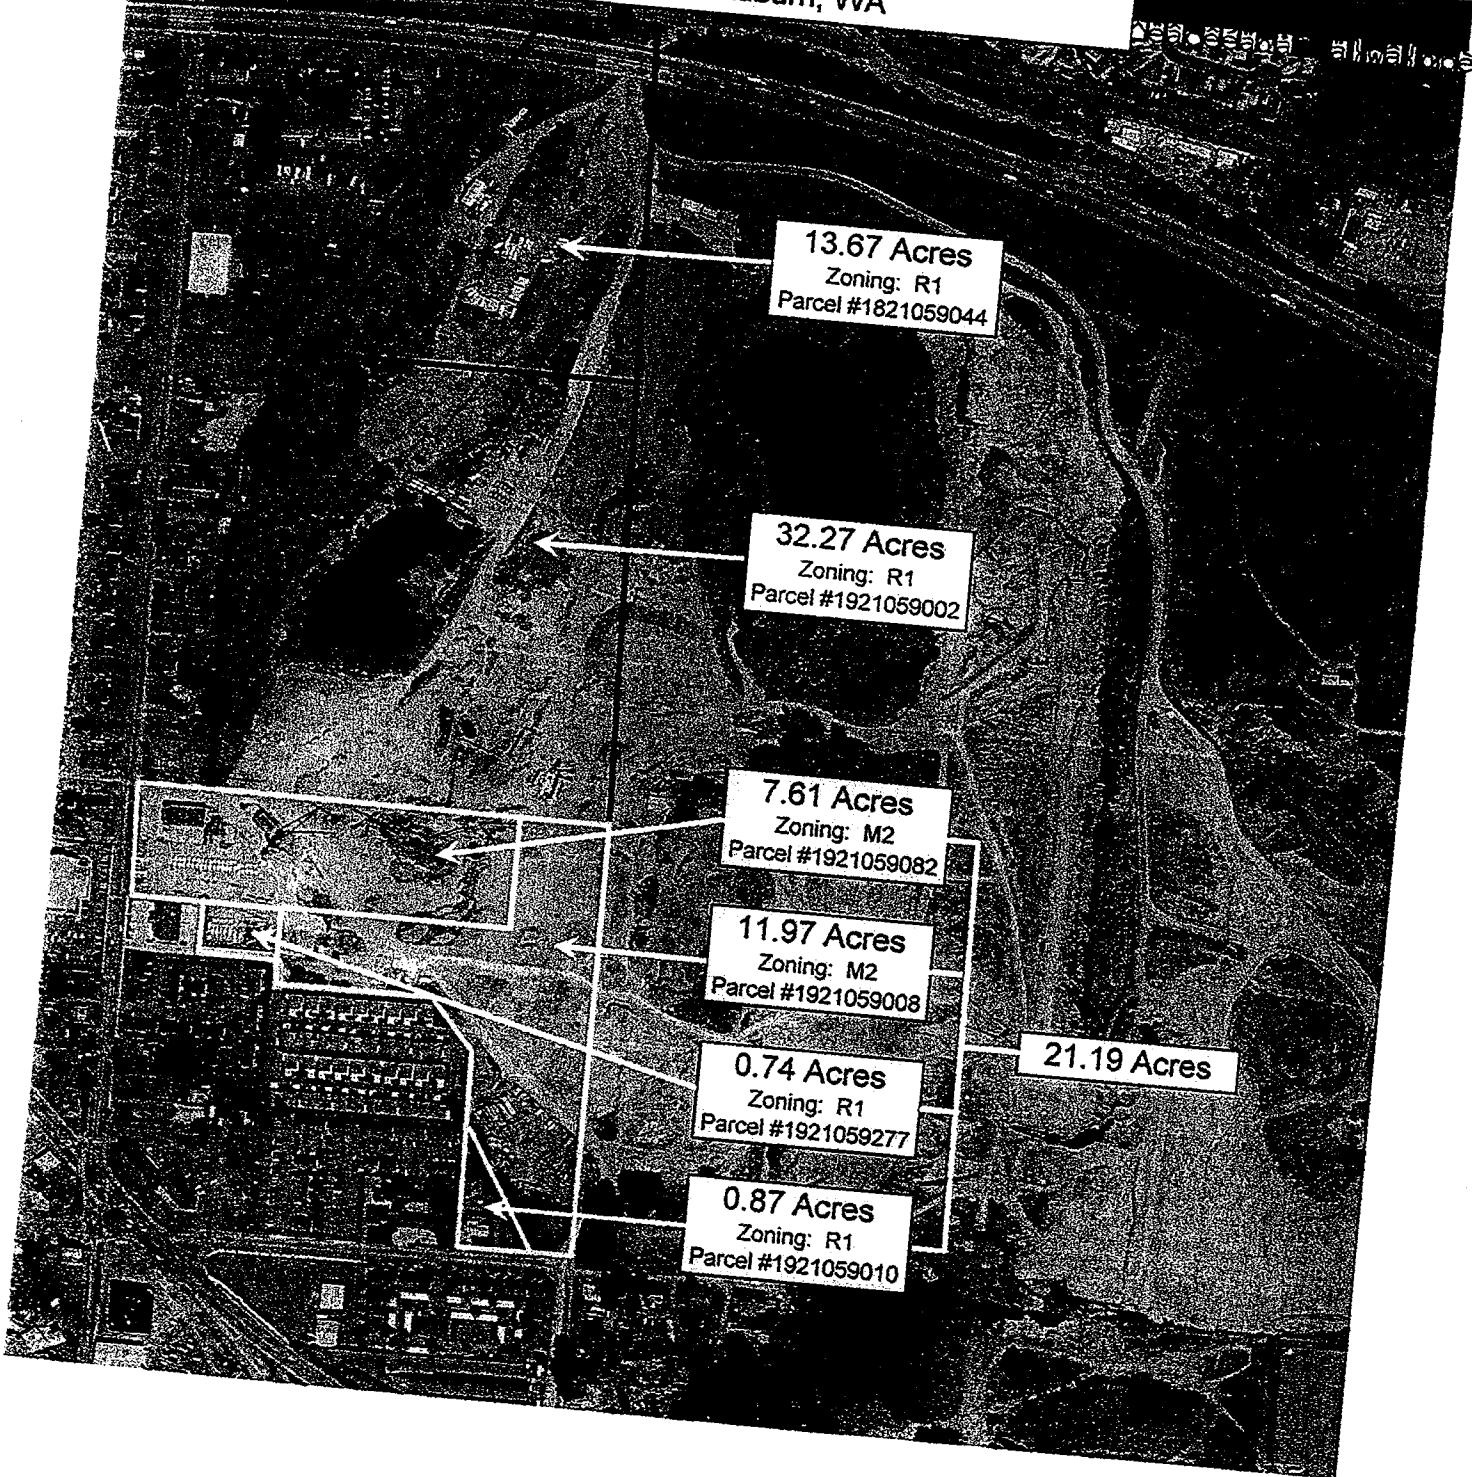 WA
13.67 Acres
Zoning: R1
Parcel #1821059044
32.27 Acres
Zoning: R1
Parcel #1921059002
7.61 Acres
Zoning: M2
Parcel #1921059082
11.97 Acres
Zoning: M2
Parcel #1921059008
0.74 Acres
Zoning: R1
Parcel #1921059277
21.19 Acres
0.87 Acres
Zoning: R1
Parcel #1921059010